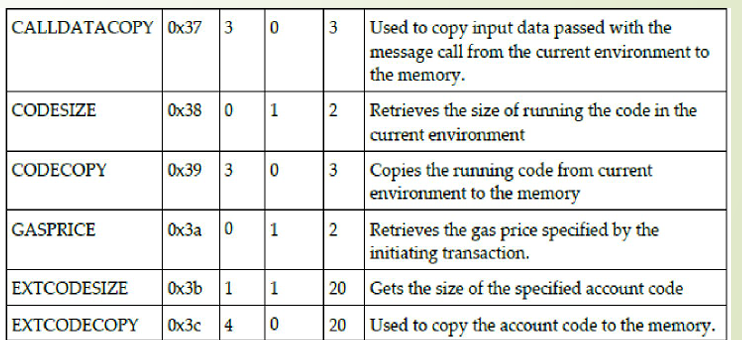 CALLDATACOPY 0x37 3 0 3 Used to copy input data passed with the
message call from the current environment to
the memory.
CODESIZE 0x38 0 1 2 Retrieves the size of running the code in the
current environment
CODECOPY 0x39 3 0 3 Copies the running code from current
environment to the memory
GASPRICE 0x3a 0 1 2 Retrieves the gas price specified by the
initiating transaction.
EXTCODESIZE 0x3b 1 1 20 Gets the size of the specified account code
EXTCODECOPY 0x3c 4 0 20 Used to copy the account code to the memory.